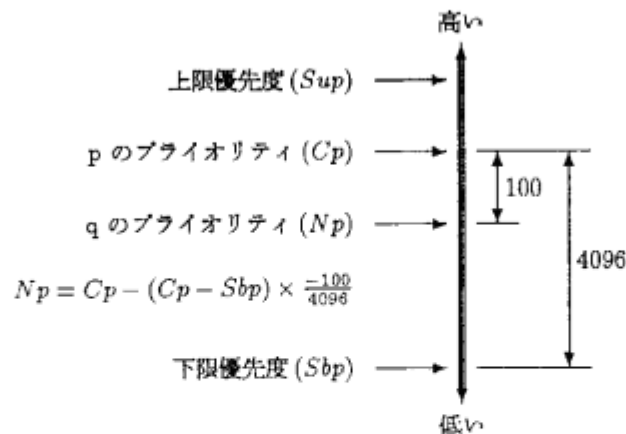 高い
上限優先度 (Sup)
p のプライオリティ (Cp)
100
q のプライオリティ (Np)
4096
Np = Cp − (Cp − Sbp) × −100/4096
下限優先度 (Sbp)
低い